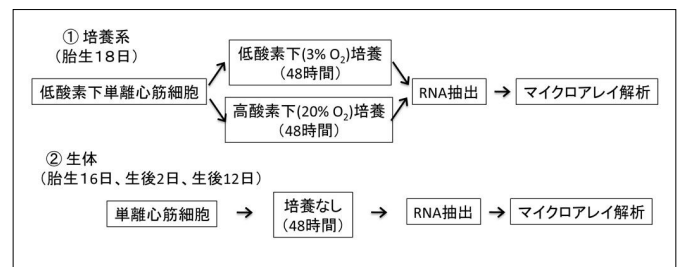 ① 培養系
（胎生１８日）
低酸素下単離心筋細胞
低酸素下(3% O₂)培養
（48時間）
高酸素下(20% O₂)培養
（48時間）
RNA抽出
マイクロアレイ解析
② 生体
（胎生１6日、生後2日、生後12日）
単離心筋細胞
培養なし
（48時間）
RNA抽出
マイクロアレイ解析